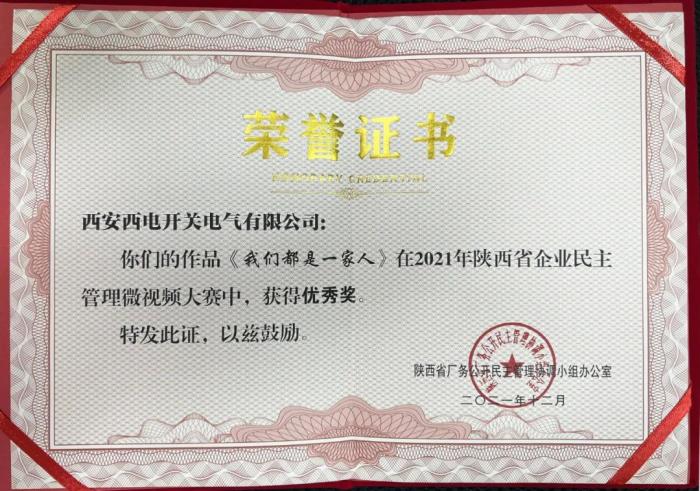 荣誉证书
HONORARY CREDENTIAL
西安西电开关电气有限公司：
你们的作品《我们都是一家人》在2021年陕西省企业民主
管理微视频大赛中，获得优秀奖。
特发此证，以兹鼓励。
陕西省厂务公开民主管理协调小组办公室
二〇二一年十二月